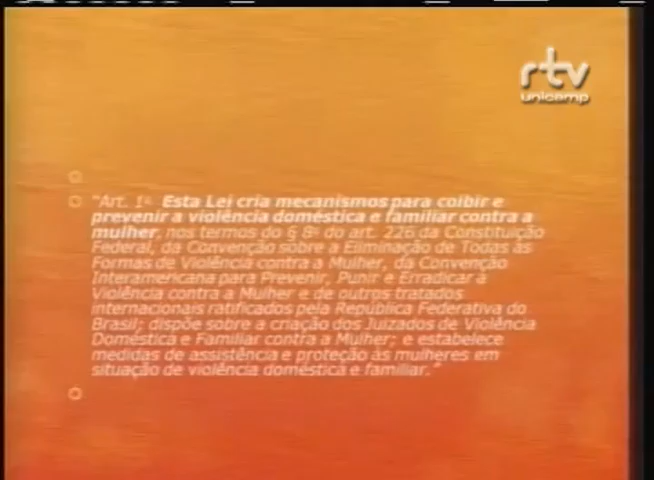 rtv
unicamp
"Art. 1º Esta Lei cria mecanismos para coibir e
prevenir a violência doméstica e familiar contra a
mulher, nos termos do § 8º do art. 226 da Constituição
Federal, da Convenção sobre a Eliminação de Todas as
Formas de Violência contra a Mulher, da Convenção
Interamericana para Prevenir, Punir e Erradicar a
Violência contra a Mulher e de outros tratados
internacionais ratificados pela República Federativa do
Brasil; dispõe sobre a criação dos Juizados de Violência
Doméstica e Familiar contra a Mulher; e estabelece
medidas de assistência e proteção às mulheres em
situação de violência doméstica e familiar."